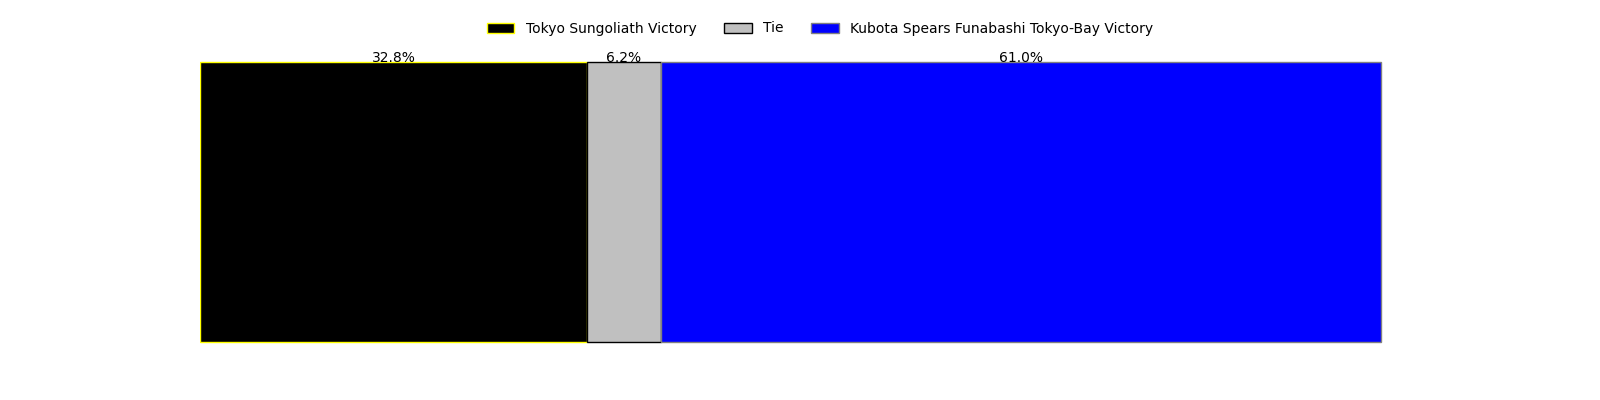 Tokyo Sungoliath Victory Tie Kubota Spears Funabashi Tokyo-Bay Victory
32.8% 6.2% 61.0%